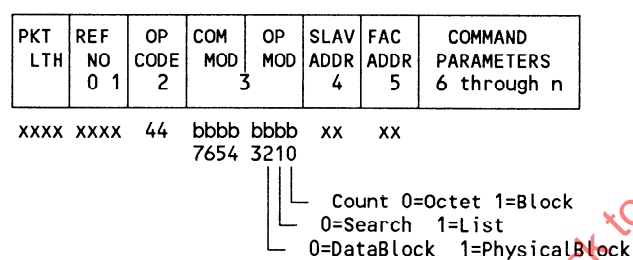 PKT REF OP COM OP SLAV FAC COMMAND
LTH NO CODE MOD MOD ADDR ADDR PARAMETERS
0 1 2 3 4 5 6 through n
xxxx xxxx 44 bbbb bbbb xx xx
7654 3210
Count 0=Octet 1=Block
0=Search 1=List
0=DataBlock 1=PhysicalBlock